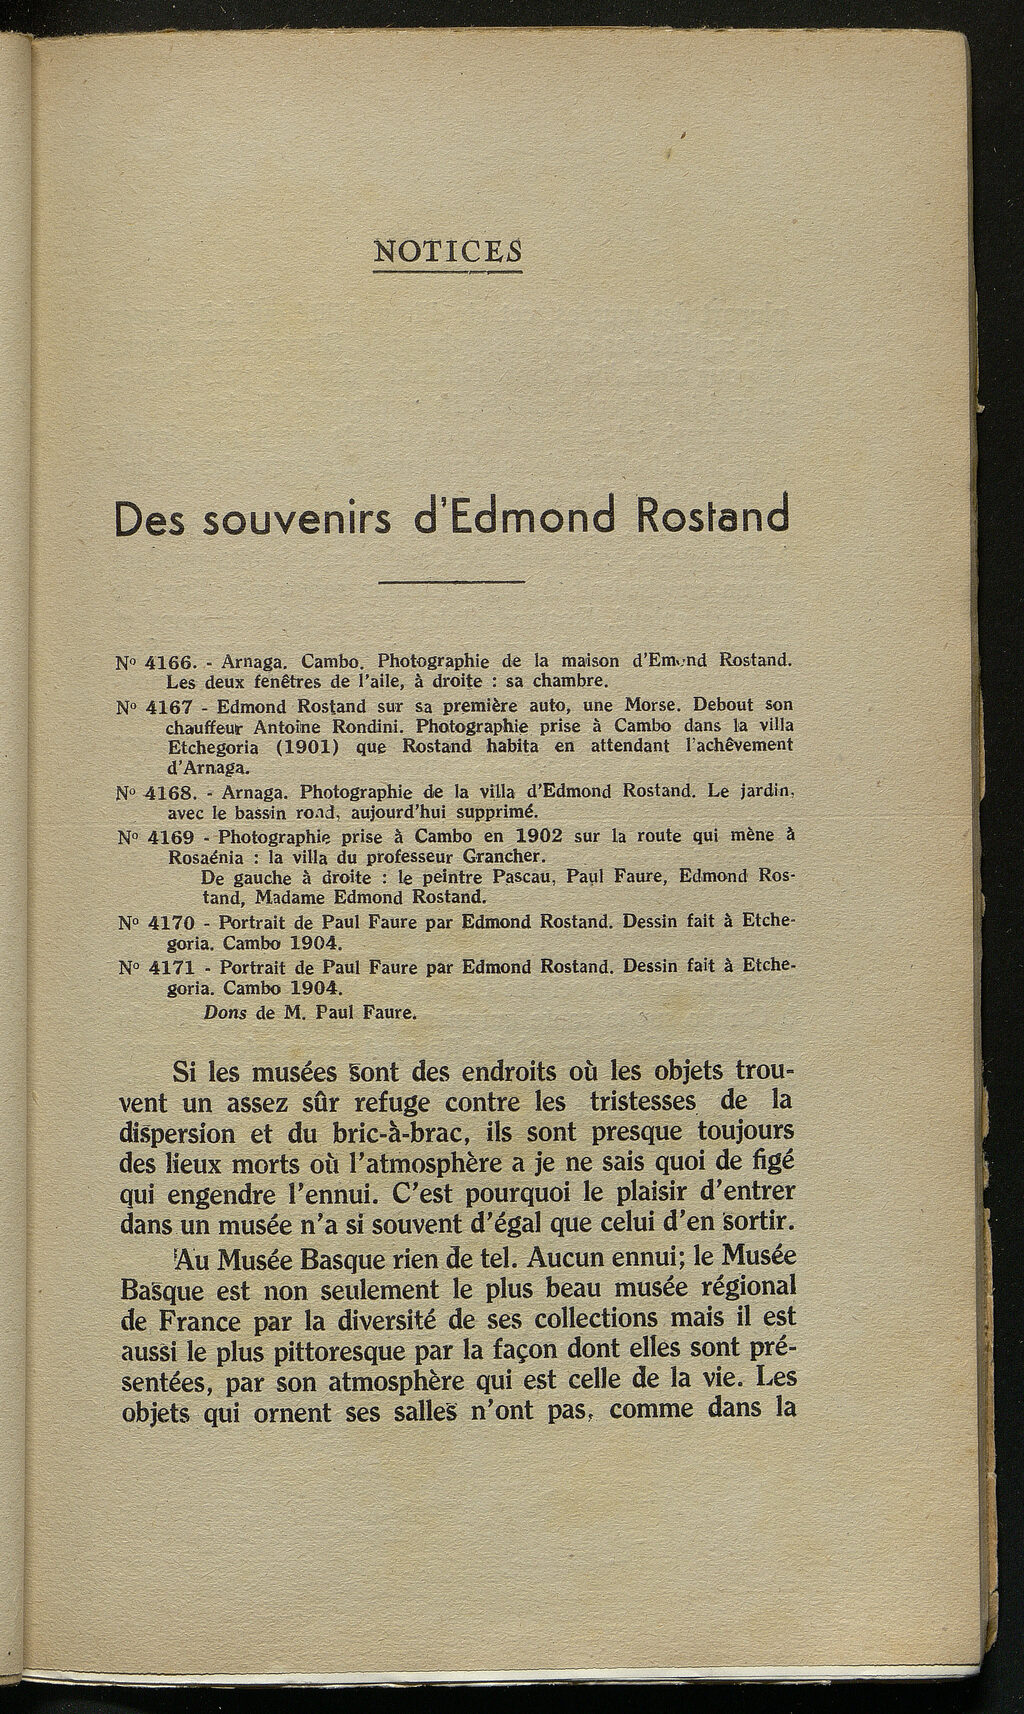 NOTICES
Des souvenirs d'Edmond Rostand
Nº 4166. - Arnaga. Cambo. Photographie de la maison d'Emond Rostand.
Les deux fenêtres de l'aile, à droite : sa chambre.
Nº 4167 - Edmond Rostand sur sa première auto, une Morse. Debout son
chauffeur Antoine Rondini. Photographie prise à Cambo dans la villa
Etchegoria (1901) que Rostand habita en attendant l'achêvement
d'Arnaga.
Nº 4168. - Arnaga. Photographie de la villa d'Edmond Rostand. Le jardin,
avec le bassin rond, aujourd'hui supprimé.
Nº 4169 - Photographie prise à Cambo en 1902 sur la route qui mène à
Rosaénia : la villa du professeur Grancher.
De gauche à droite : le peintre Pascau, Paul Faure, Edmond Ros-
tand, Madame Edmond Rostand.
Nº 4170 - Portrait de Paul Faure par Edmond Rostand. Dessin fait à Etche-
goria. Cambo 1904.
Nº 4171 - Portrait de Paul Faure par Edmond Rostand. Dessin fait à Etche-
goria. Cambo 1904.
Dons de M. Paul Faure.
Si les musées sont des endroits où les objets trou-
vent un assez sûr refuge contre les tristesses de la
dispersion et du bric-à-brac, ils sont presque toujours
des lieux morts où l'atmosphère a je ne sais quoi de figé
qui engendre l'ennui. C'est pourquoi le plaisir d'entrer
dans un musée n'a si souvent d'égal que celui d'en sortir.
Au Musée Basque rien de tel. Aucun ennui; le Musée
Basque est non seulement le plus beau musée régional
de France par la diversité de ses collections mais il est
aussi le plus pittoresque par la façon dont elles sont pré-
sentées, par son atmosphère qui est celle de la vie. Les
objets qui ornent ses salles n'ont pas, comme dans la